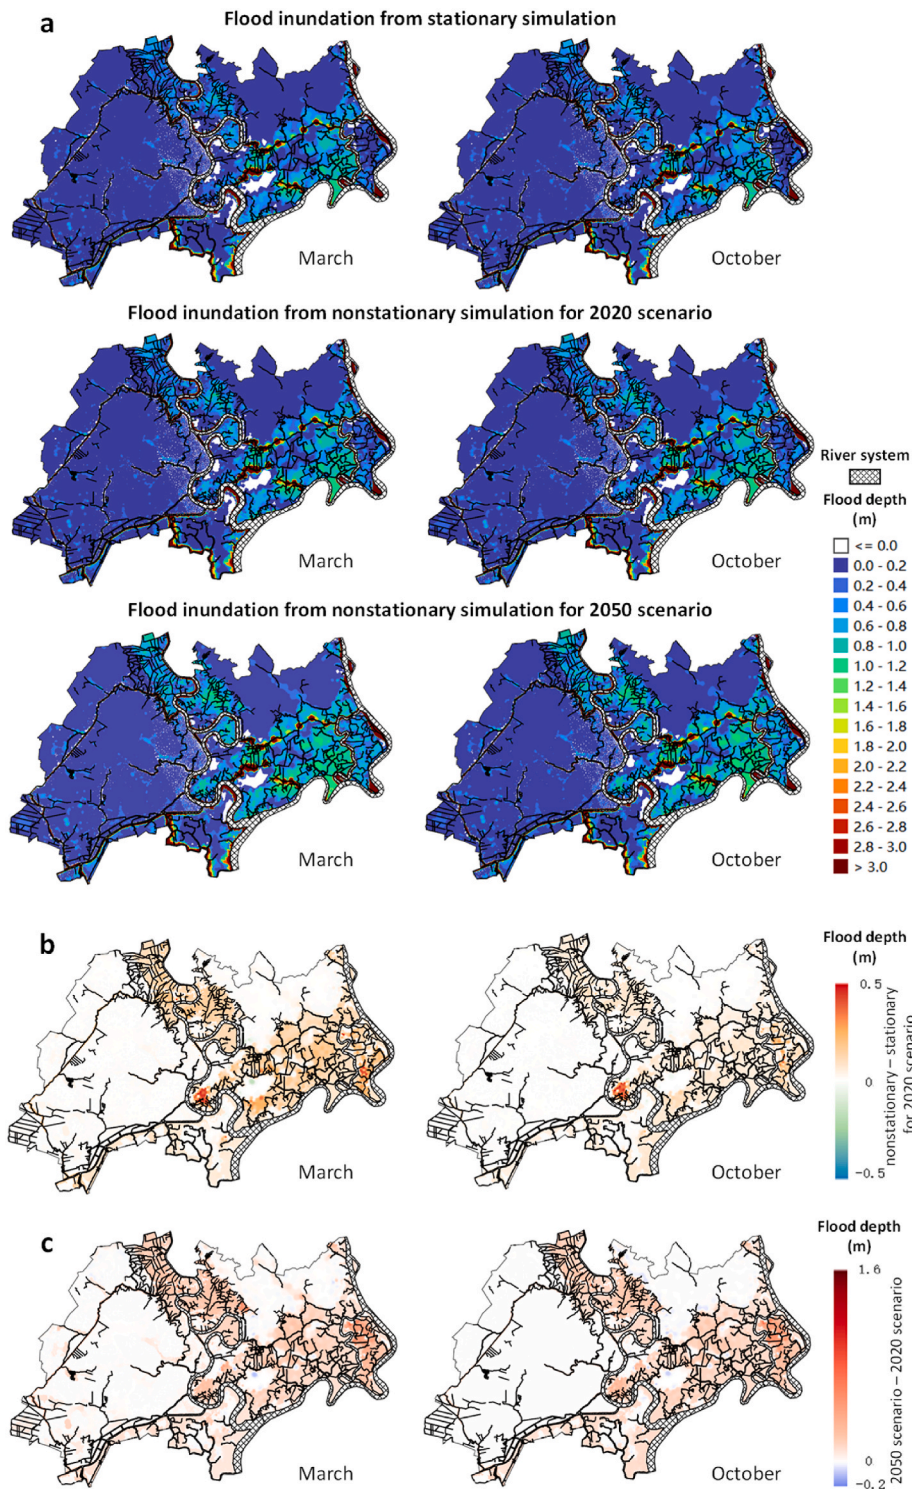 a
Flood inundation from stationary simulation
March
October
Flood inundation from nonstationary simulation for 2020 scenario
March
October
River system
Flood depth
(m)
<= 0.0
0.0 - 0.2
0.2 - 0.4
0.4 - 0.6
0.6 - 0.8
0.8 - 1.0
1.0 - 1.2
1.2 - 1.4
1.4 - 1.6
1.6 - 1.8
1.8 - 2.0
2.0 - 2.2
2.2 - 2.4
2.4 - 2.6
2.6 - 2.8
2.8 - 3.0
> 3.0
Flood inundation from nonstationary simulation for 2050 scenario
March
October
b
March
October
Flood depth
(m)
0.5
0
−0.5
nonstationary − stationary
for 2020 scenario
c
March
October
Flood depth
(m)
1.6
0
−0.2
2050 scenario − 2020 scenario